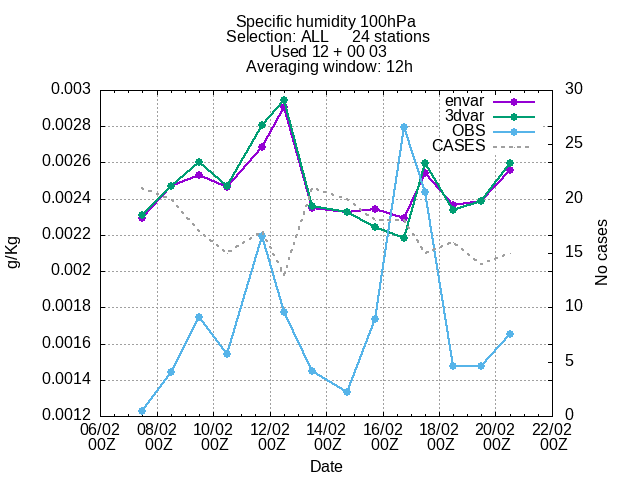 Specific humidity 100hPa
Selection: ALL 24 stations
Used 12 + 00 03
Averaging window: 12h
envar
3dvar
OBS
CASES
0.003
0.0028
0.0026
0.0024
0.0022
0.002
0.0018
0.0016
0.0014
0.0012
g/Kg
30
25
20
15
10
5
0
No cases
06/02 08/02 10/02 12/02 14/02 16/02 18/02 20/02 22/02
00Z 00Z 00Z 00Z 00Z 00Z 00Z 00Z 00Z
Date